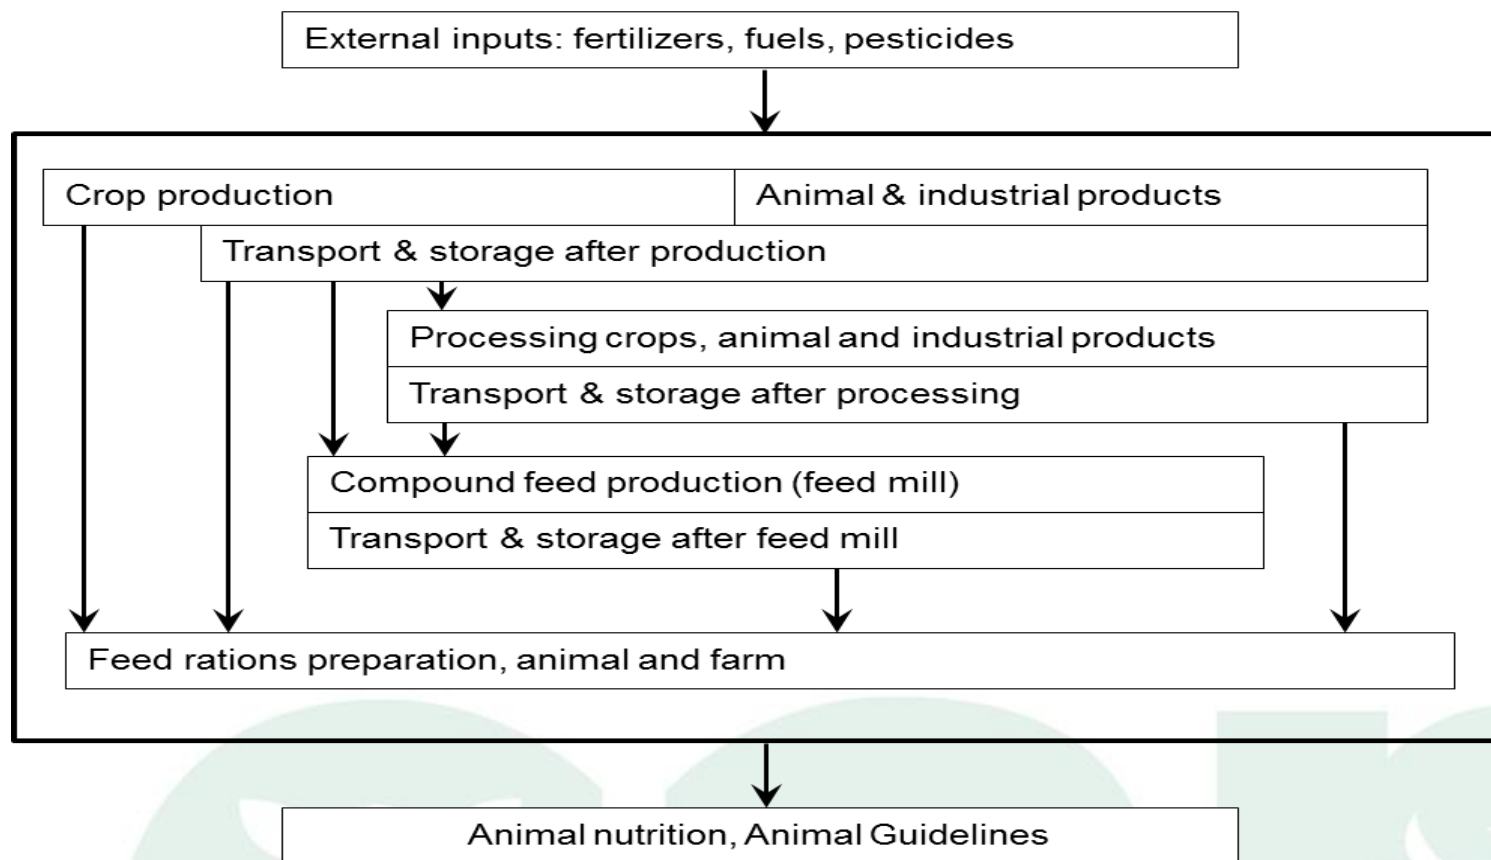 External inputs: fertilizers, fuels, pesticides
Crop production
Animal & industrial products
Transport & storage after production
Processing crops, animal and industrial products
Transport & storage after processing
Compound feed production (feed mill)
Transport & storage after feed mill
Feed rations preparation, animal and farm
Animal nutrition, Animal Guidelines